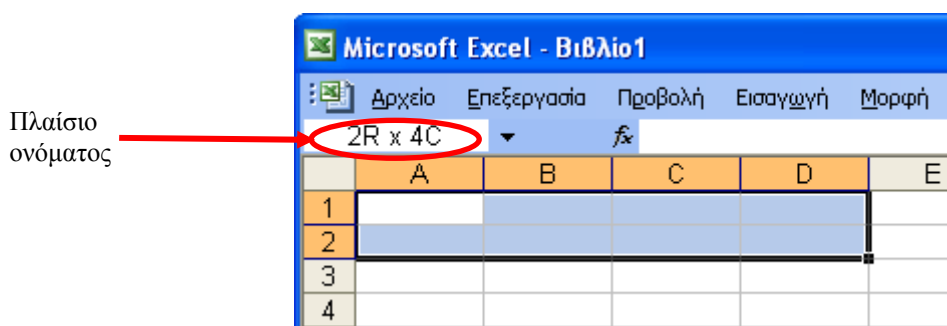 Microsoft Excel - Βιβλίο1
Αρχείο Επεξεργασία Προβολή Εισαγωγή Μορφή
Πλαίσιο
ονόματος
2R x 4C fx
A B C D E
1
2
3
4